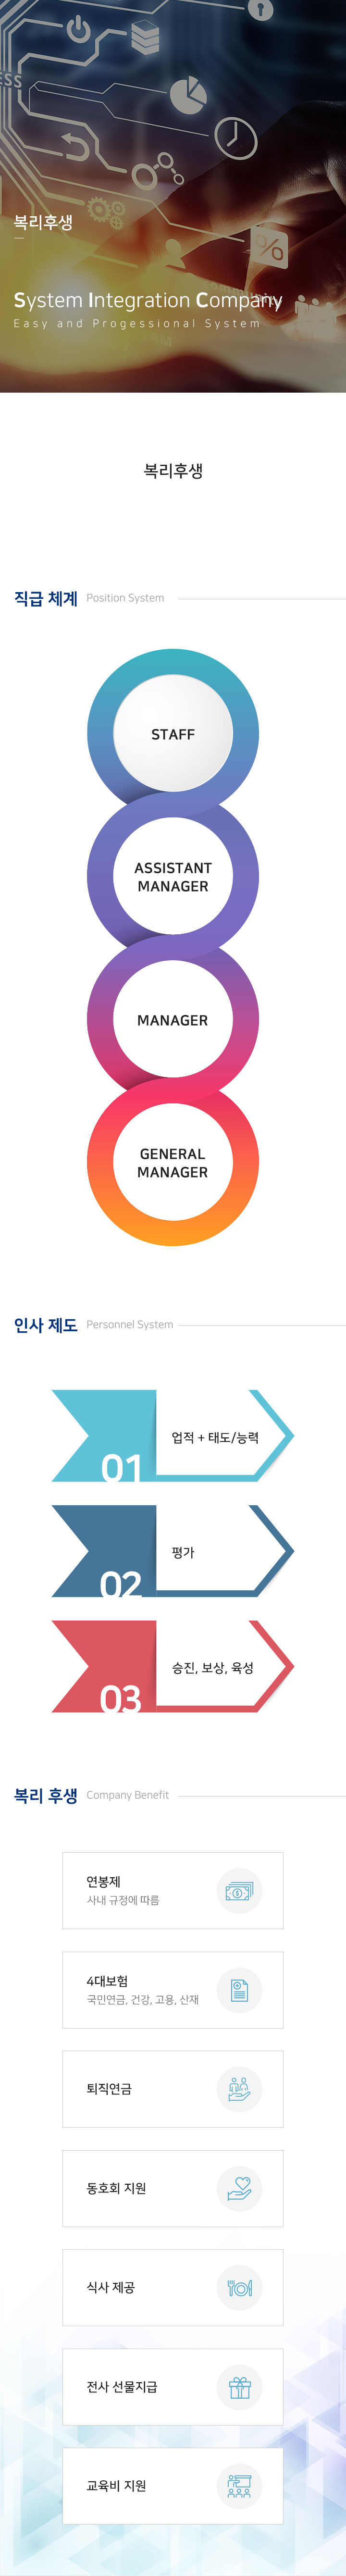 복리후생
System Integration Company
Easy and Progessional System
복리후생
직급 체계 Position System
STAFF
ASSISTANT
MANAGER
MANAGER
GENERAL
MANAGER
인사 제도 Personnel System
01
업적 + 태도/능력
02
평가
03
승진, 보상, 육성
복리 후생 Company Benefit
연봉제
사내 규정에 따름
4대보험
국민연금, 건강, 고용, 산재
퇴직연금
동호회 지원
식사 제공
전사 선물지급
교육비 지원